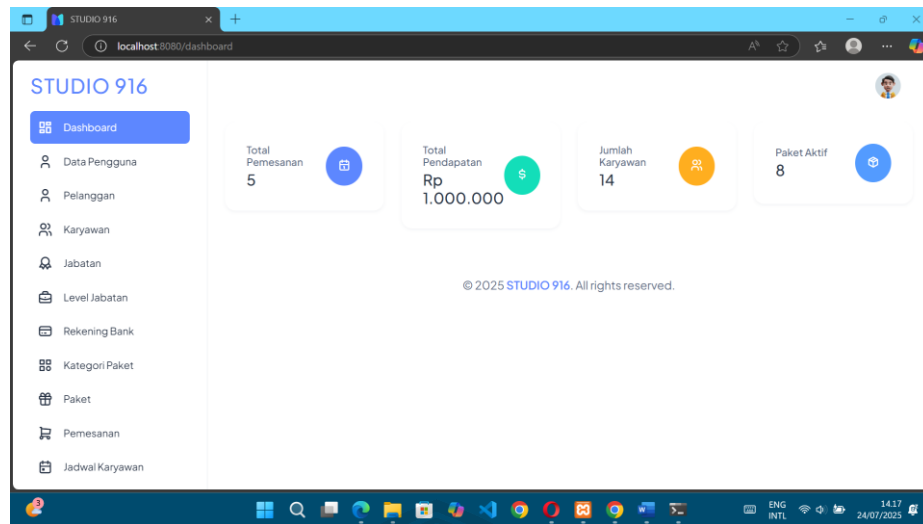 STUDIO 916
localhost:8080/dashboard
STUDIO 916
Dashboard
Data Pengguna
Pelanggan
Karyawan
Jabatan
Level Jabatan
Rekening Bank
Kategori Paket
Paket
Pemesanan
Jadwal Karyawan
Total
Pemesanan
5
Total
Pendapatan
Rp
1.000.000
Jumlah
Karyawan
14
Paket Aktif
8
© 2025 STUDIO 916. All rights reserved.
3
ENG
INTL
14.17
24/07/2025